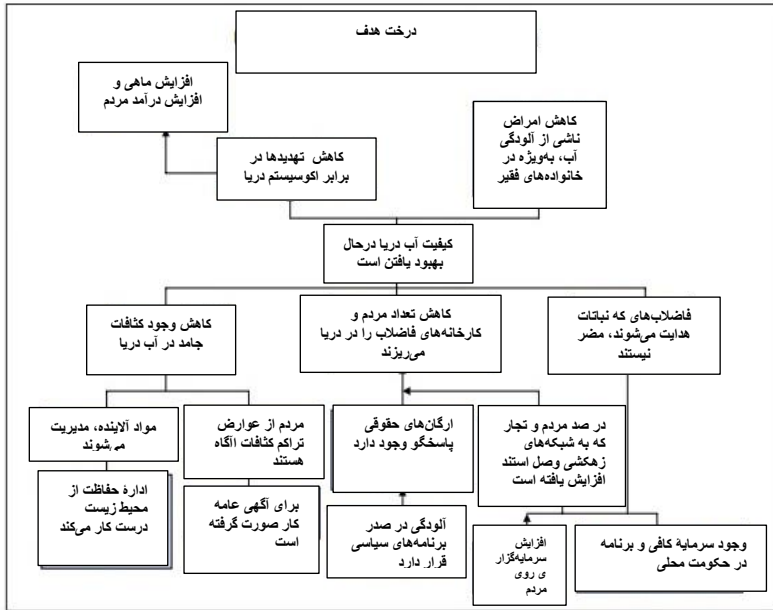 درخت هدف
افزایش ماهی و
افزایش درآمد مردم
کاهش امراض
ناشی از آلودگی
آب، به‌ویژه در
خانواده‌های فقیر
کاهش تهدیدها در
برابر اکوسیستم دریا
کیفیت آب دریا درحال
بهبود یافتن است
فاضلاب‌های که نباتات
هدایت می‌شوند، مضر
نیستند
کاهش تعداد مردم و
کارخانه‌های فاضلاب را در دریا
می‌ریزند
کاهش وجود کثافات
جامد در آب دریا
در صد مردم و تجار
که به شبکه‌های
زهکشی وصل استند
افزایش یافته است
ارگان‌های حقوقی
پاسخگو وجود دارد
مردم از عوارض
تراکم کثافات اآگاه
هستند
مواد آلاینده، مدیریت
می‌شوند
وجود سرمایهٔ کافی و برنامه
در حکومت محلی
افزایش
سرمایه‌گزار
ی روی
مردم
آلودگی در صدر
برنامه‌های سیاسی
قرار دارد
برای آگهی عامه
کار صورت گرفته
است
ادارهٔ حفاظت از
محیط زیست
درست کار می‌کند